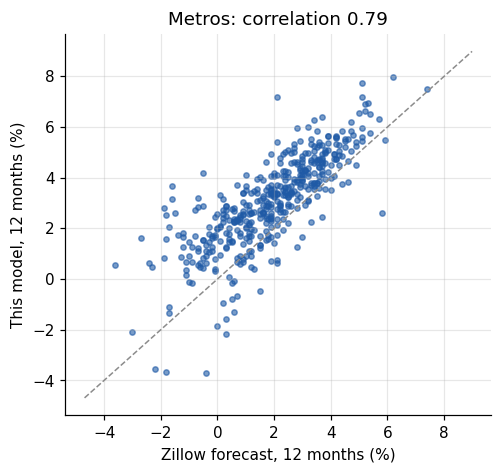 Metros: correlation 0.79
This model, 12 months (%)
8
6
4
2
0
−2
−4
−4 −2 0 2 4 6 8
Zillow forecast, 12 months (%)